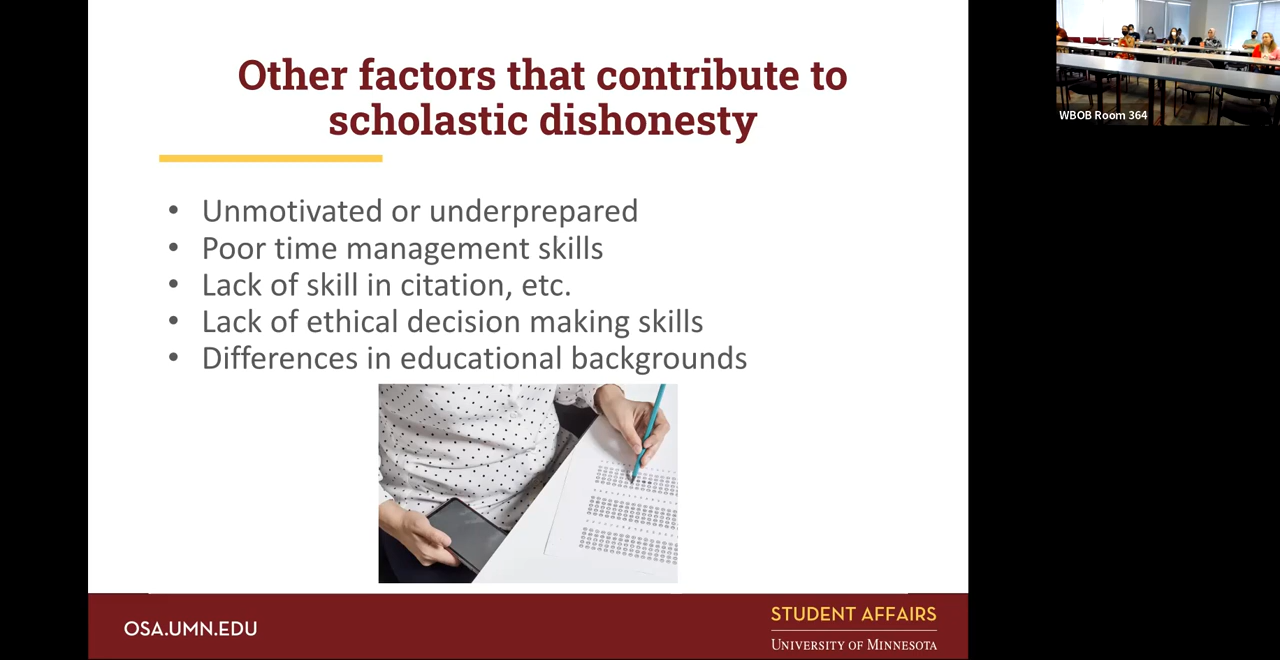 Other factors that contribute to
scholastic dishonesty
• Unmotivated or underprepared
• Poor time management skills
• Lack of skill in citation, etc.
• Lack of ethical decision making skills
• Differences in educational backgrounds
OSA.UMN.EDU
STUDENT AFFAIRS
UNIVERSITY OF MINNESOTA
WBOB Room 364